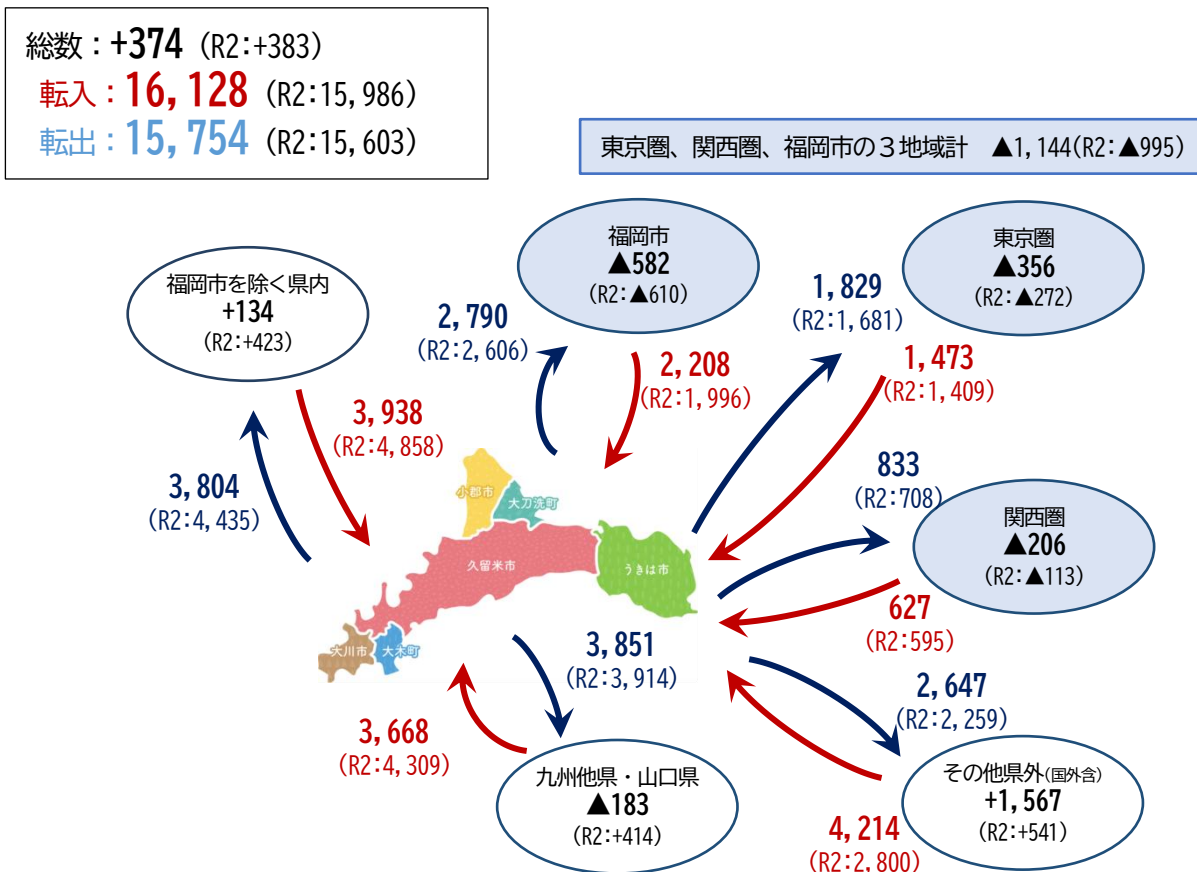 総数：+374 (R2:+383)
転入：16,128 (R2:15,986)
転出：15,754 (R2:15,603)
東京圏、関西圏、福岡市の３地域計　▲1,144(R2:▲995)
福岡市を除く県内
+134
(R2:+423)
福岡市
▲582
(R2:▲610)
東京圏
▲356
(R2:▲272)
2,790
(R2:2,606)
2,208
(R2:1,996)
1,829
(R2:1,681)
1,473
(R2:1,409)
3,938
(R2:4,858)
3,804
(R2:4,435)
833
(R2:708)
関西圏
▲206
(R2:▲113)
627
(R2:595)
小郡市
大刀洗町
久留米市
うきは市
大川市
大木町
3,851
(R2:3,914)
3,668
(R2:4,309)
2,647
(R2:2,259)
九州他県・山口県
▲183
(R2:+414)
その他県外(国外含)
+1,567
(R2:+541)
4,214
(R2:2,800)